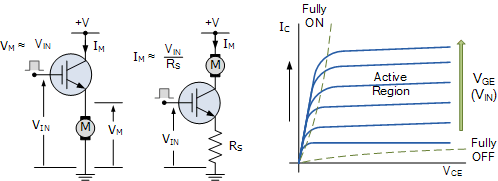 +V
V_M ≈ V_IN
I_M
M
V_IN
V_M
+V
I_M
M
I_M ≈ V_IN
R_S
V_IN
R_S
Fully
ON
I_C
Active
Region
V_GE
(V_IN)
Fully
OFF
V_CE